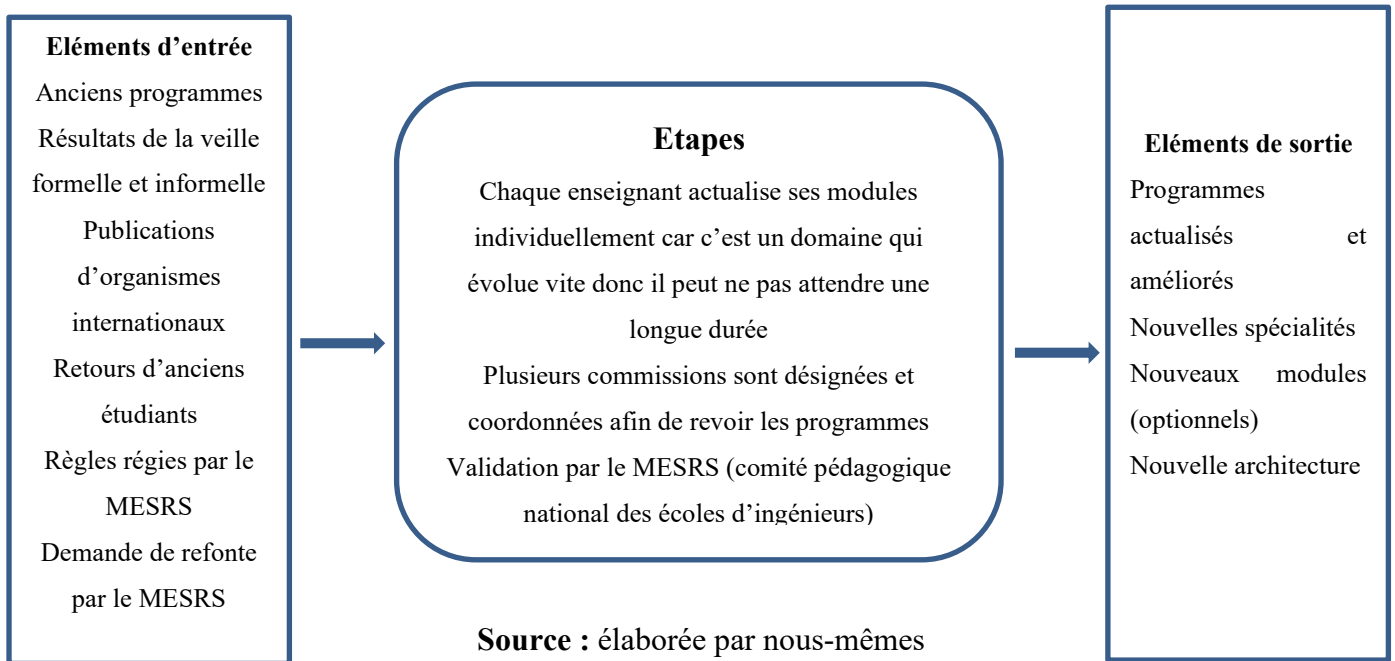 Eléments d’entrée
Anciens programmes
Résultats de la veille
formelle et informelle
Publications
d’organismes
internationaux
Retours d’anciens
étudiants
Règles régies par le
MESRS
Demande de refonte
par le MESRS
Etapes
Chaque enseignant actualise ses modules
individuellement car c’est un domaine qui
évolue vite donc il peut ne pas attendre une
longue durée
Plusieurs commissions sont désignées et
coordonnées afin de revoir les programmes
Validation par le MESRS (comité pédagogique
national des écoles d’ingénieurs)
Eléments de sortie
Programmes
actualisés et
améliorés
Nouvelles spécialités
Nouveaux modules
(optionnels)
Nouvelle architecture
Source : élaborée par nous-mêmes